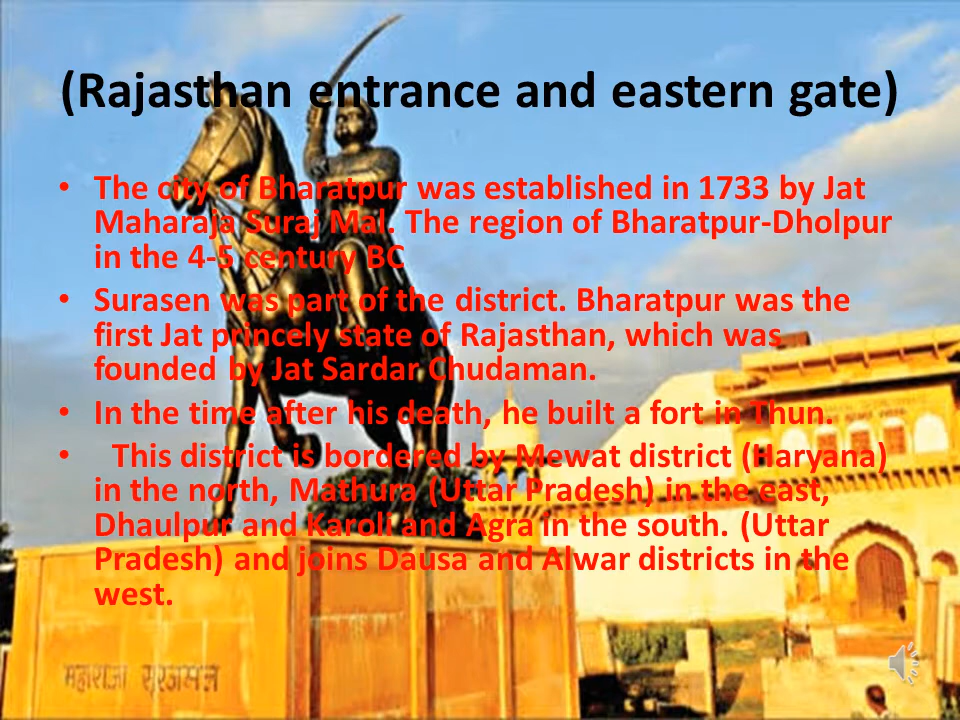 (Rajasthan entrance and eastern gate)
• The city of Bharatpur was established in 1733 by Jat
Maharaja Suraj Mal. The region of Bharatpur-Dholpur
in the 4-5 century BC
• Surasen was part of the district. Bharatpur was the
first Jat princely state of Rajasthan, which was
founded by Jat Sardar Chudaman.
• In the time after his death, he built a fort in Thun.
• This district is bordered by Mewat district (Haryana)
in the north, Mathura (Uttar Pradesh) in the east,
Dhaulpur and Karoli and Agra in the south. (Uttar
Pradesh) and joins Dausa and Alwar districts in the
west.
महाराजा सूरजमल